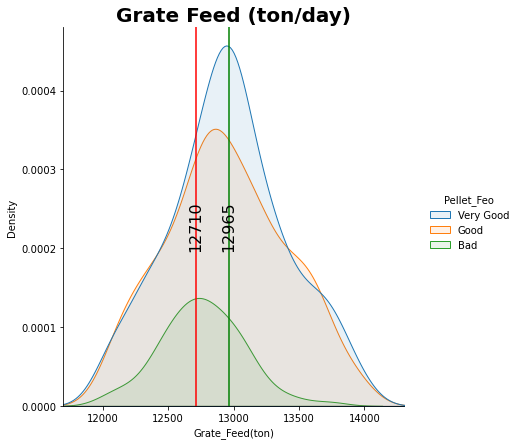 Grate Feed (ton/day)
0.0004
0.0003
0.0002
0.0001
0.0000
Density
12710
12965
12000
12500
13000
13500
14000
Grate_Feed(ton)
Pellet_Feo
Very Good
Good
Bad